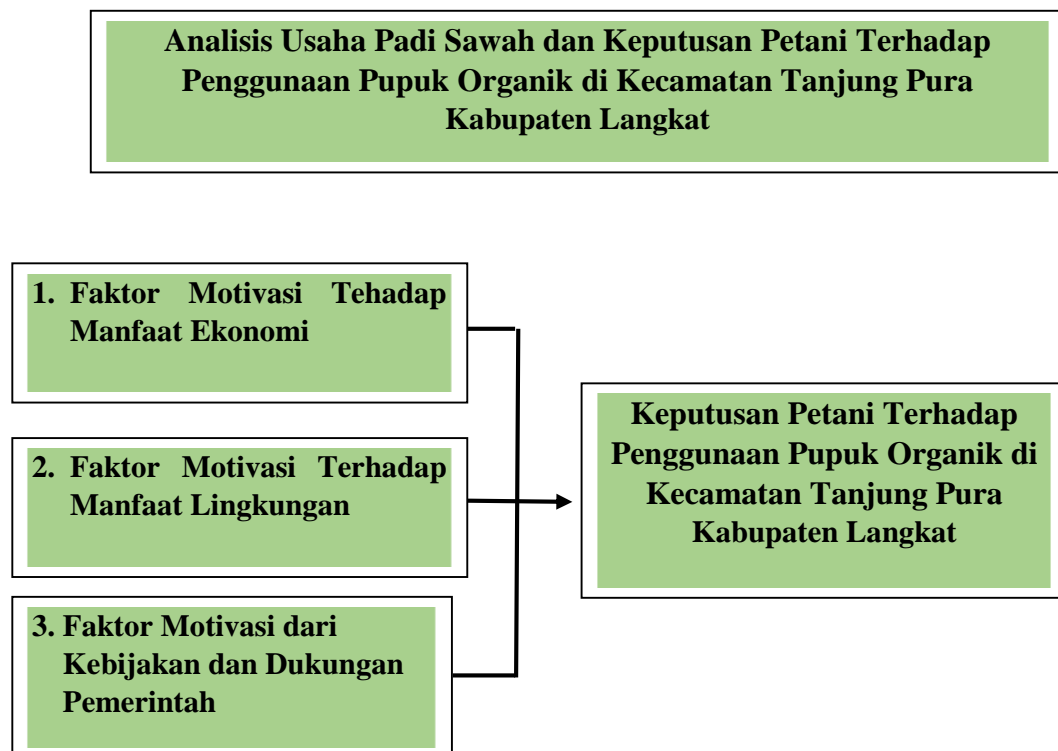 Analisis Usaha Padi Sawah dan Keputusan Petani Terhadap
Penggunaan Pupuk Organik di Kecamatan Tanjung Pura
Kabupaten Langkat
1. Faktor Motivasi Tehadap
Manfaat Ekonomi
2. Faktor Motivasi Terhadap
Manfaat Lingkungan
3. Faktor Motivasi dari
Kebijakan dan Dukungan
Pemerintah
Keputusan Petani Terhadap
Penggunaan Pupuk Organik di
Kecamatan Tanjung Pura
Kabupaten Langkat